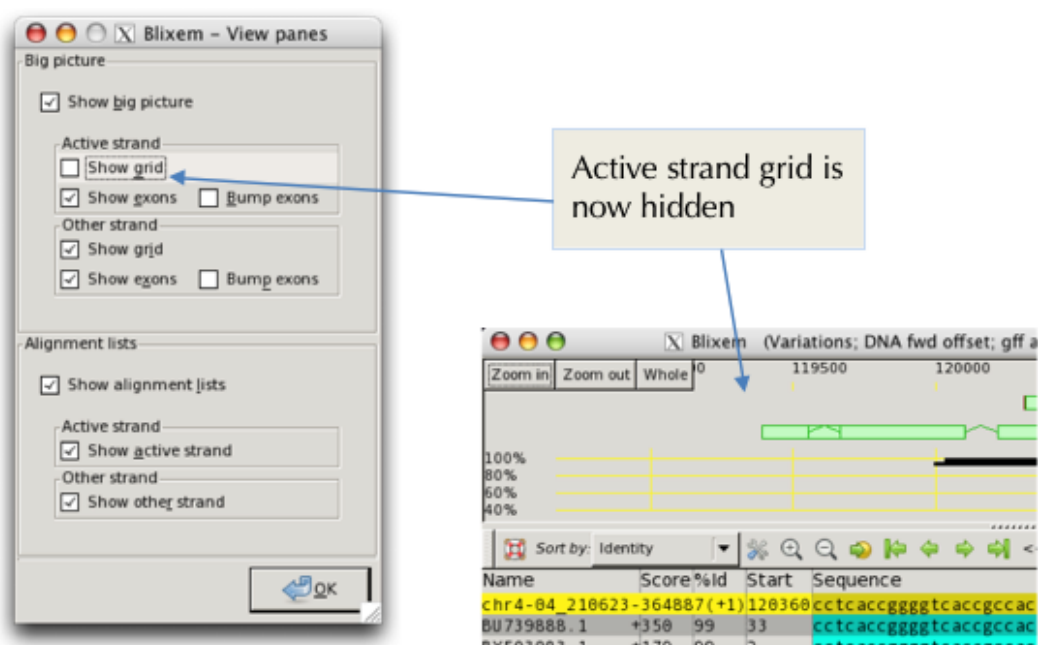 Blixem - View panes
Big picture
Show big picture
Active strand
Show grid
Show exons Bump exons
Other strand
Show grid
Show exons Bump exons
Alignment lists
Show alignment lists
Active strand
Show active strand
Other strand
Show other strand
OK
Active strand grid is
now hidden
Blixem (Variations; DNA fwd offset; gff a
Zoom in Zoom out Whole 0 119500 120000
100%
80%
60%
40%
Sort by: Identity
Name Score %Id Start Sequence
chr4-04_210623-364887(+1) 120360 cctcaccggggtcaccgccac
BU739888.1 +350 99 33 cctcaccggggtcaccgccac